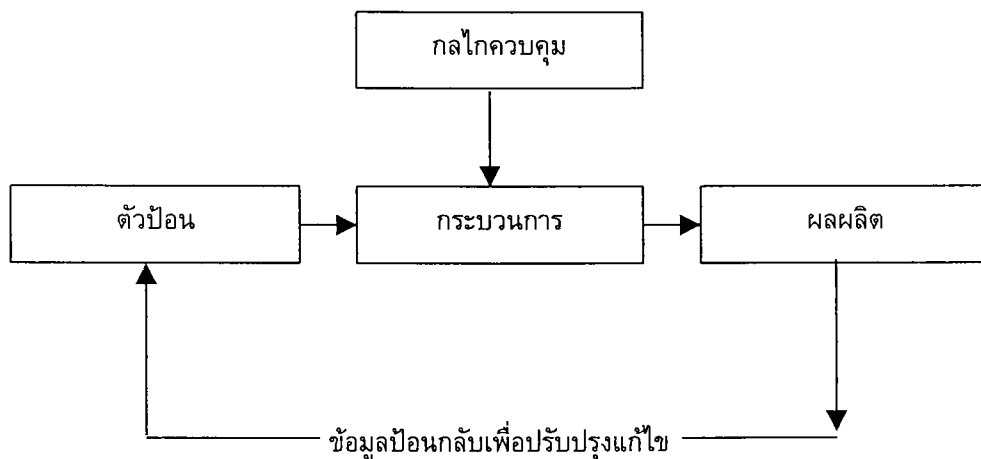 กลไกควบคุม
ตัวป้อน
กระบวนการ
ผลผลิต
ข้อมูลป้อนกลับเพื่อปรับปรุงแก้ไข